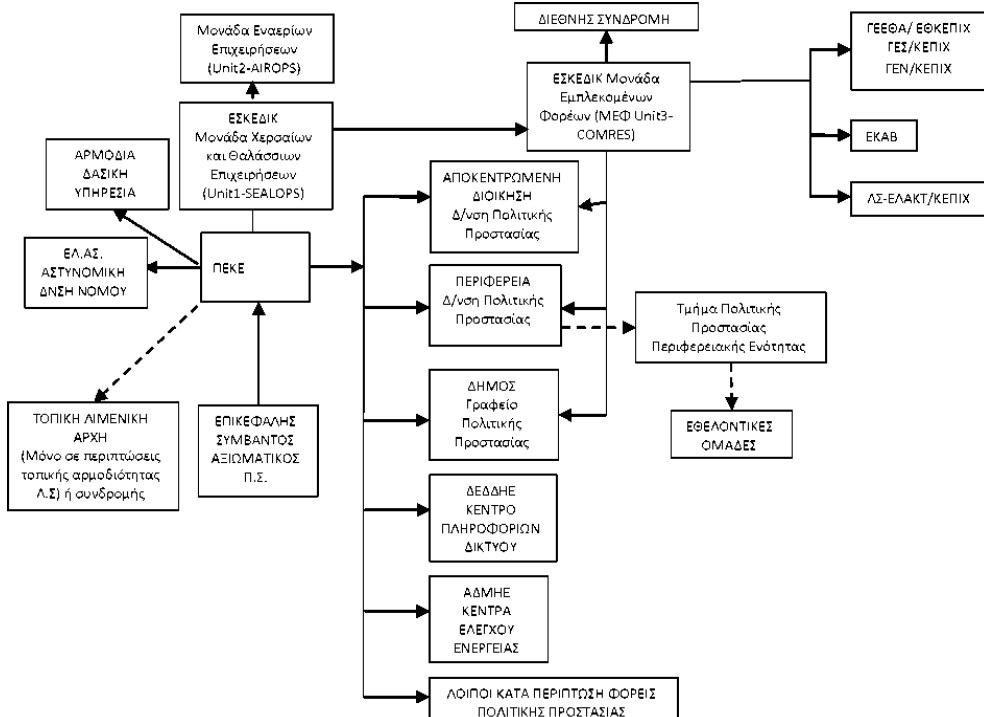 ΔΙΕΘΝΗΣ ΣΥΝΔΡΟΜΗ
Μονάδα Εναερίων
Επιχειρήσεων
(Unit2-AIROPS)
ΓΕΕΘΑ/ ΕΘΚΕΠΙΧ
ΓΕΣ/ΚΕΠΙΧ
ΓΕΝ/ΚΕΠΙΧ
ΕΣΚΕΔΙΚ Μονάδα
Εμπλεκομένων
Φορέων (ΜΕΦ Unit3-
COMRES)
ΕΣΚΕΔΙΚ
Μονάδα Χερσαίων
και Θαλάσσιων
Επιχειρήσεων
(Unit1-SEALOPS)
ΕΚΑΒ
ΑΡΜΟΔΙΑ
ΔΑΣΙΚΗ
ΥΠΗΡΕΣΙΑ
ΑΠΟΚΕΝΤΡΩΜΕΝΗ
ΔΙΟΙΚΗΣΗ
Δ/νση Πολιτικής
Προστασίας
ΛΣ-ΕΛΑΚΤ/ΚΕΠΙΧ
ΕΛ.ΑΣ.
ΑΣΤΥΝΟΜΙΚΗ
ΔΝΣΗ ΝΟΜΟΥ
ΠΕΚΕ
ΠΕΡΙΦΕΡΕΙΑ
Δ/νση Πολιτικής
Προστασίας
Τμήμα Πολιτικής
Προστασίας
Περιφερειακής Ενότητας
ΤΟΠΙΚΗ ΛΙΜΕΝΙΚΗ
ΑΡΧΗ
(Μόνο σε περιπτώσεις
τοπικής αρμοδιότητας
Λ.Σ) ή συνδρομής
ΕΠΙΚΕΦΑΛΗΣ
ΣΥΜΒΑΝΤΟΣ
ΑΞΙΩΜΑΤΙΚΟΣ
Π.Σ.
ΔΗΜΟΣ
Γραφείο
Πολιτικής
Προστασίας
ΕΘΕΛΟΝΤΙΚΕΣ
ΟΜΑΔΕΣ
ΔΕΔΔΗΕ
ΚΕΝΤΡΟ
ΠΛΗΡΟΦΟΡΙΩΝ
ΔΙΚΤΥΟΥ
ΑΔΜΗΕ
ΚΕΝΤΡΑ
ΕΛΕΓΧΟΥ
ΕΝΕΡΓΕΙΑΣ
ΛΟΙΠΟΙ ΚΑΤΑ ΠΕΡΙΠΤΩΣΗ ΦΟΡΕΙΣ
ΠΟΛΙΤΙΚΗΣ ΠΡΟΣΤΑΣΙΑΣ